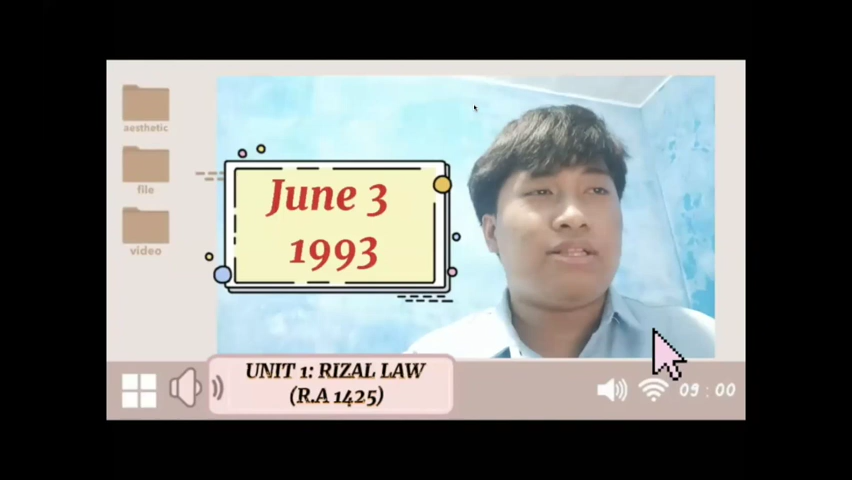 aesthetic
file
video
June 3
1993
UNIT 1: RIZAL LAW
(R.A 1425)
09 : 00